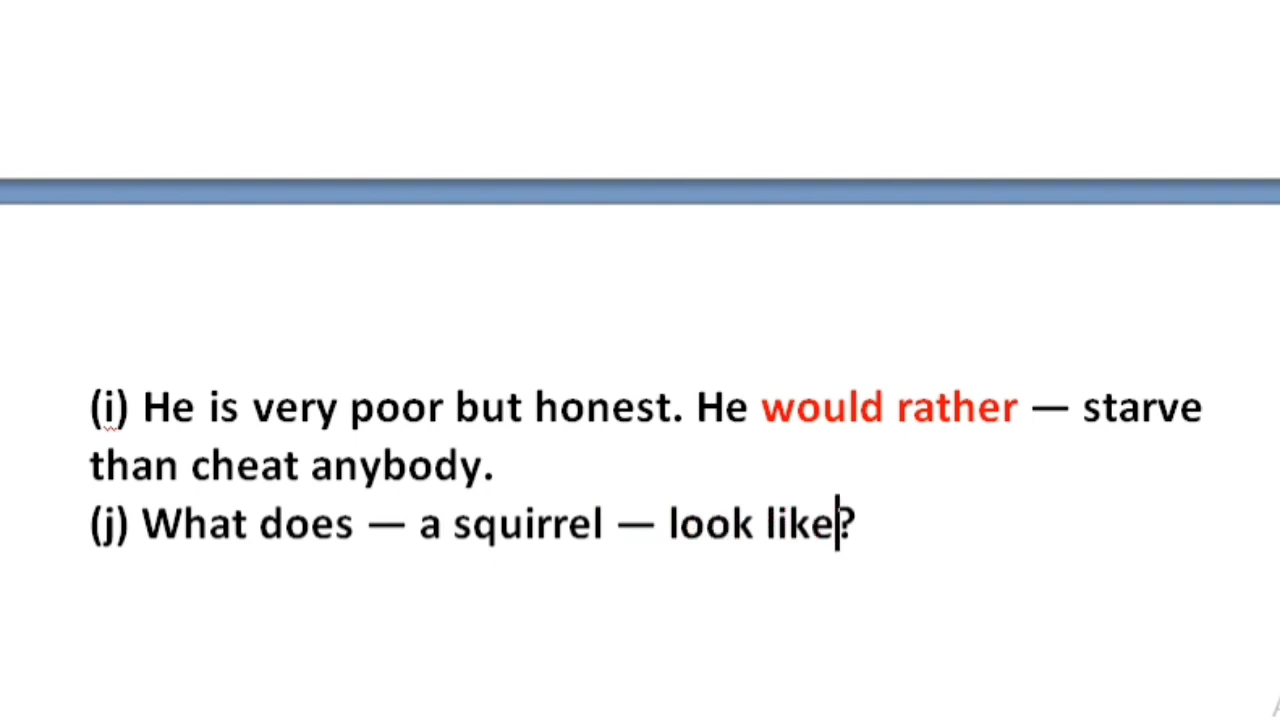 (i) He is very poor but honest. He would rather — starve
than cheat anybody.
(j) What does — a squirrel — look like?